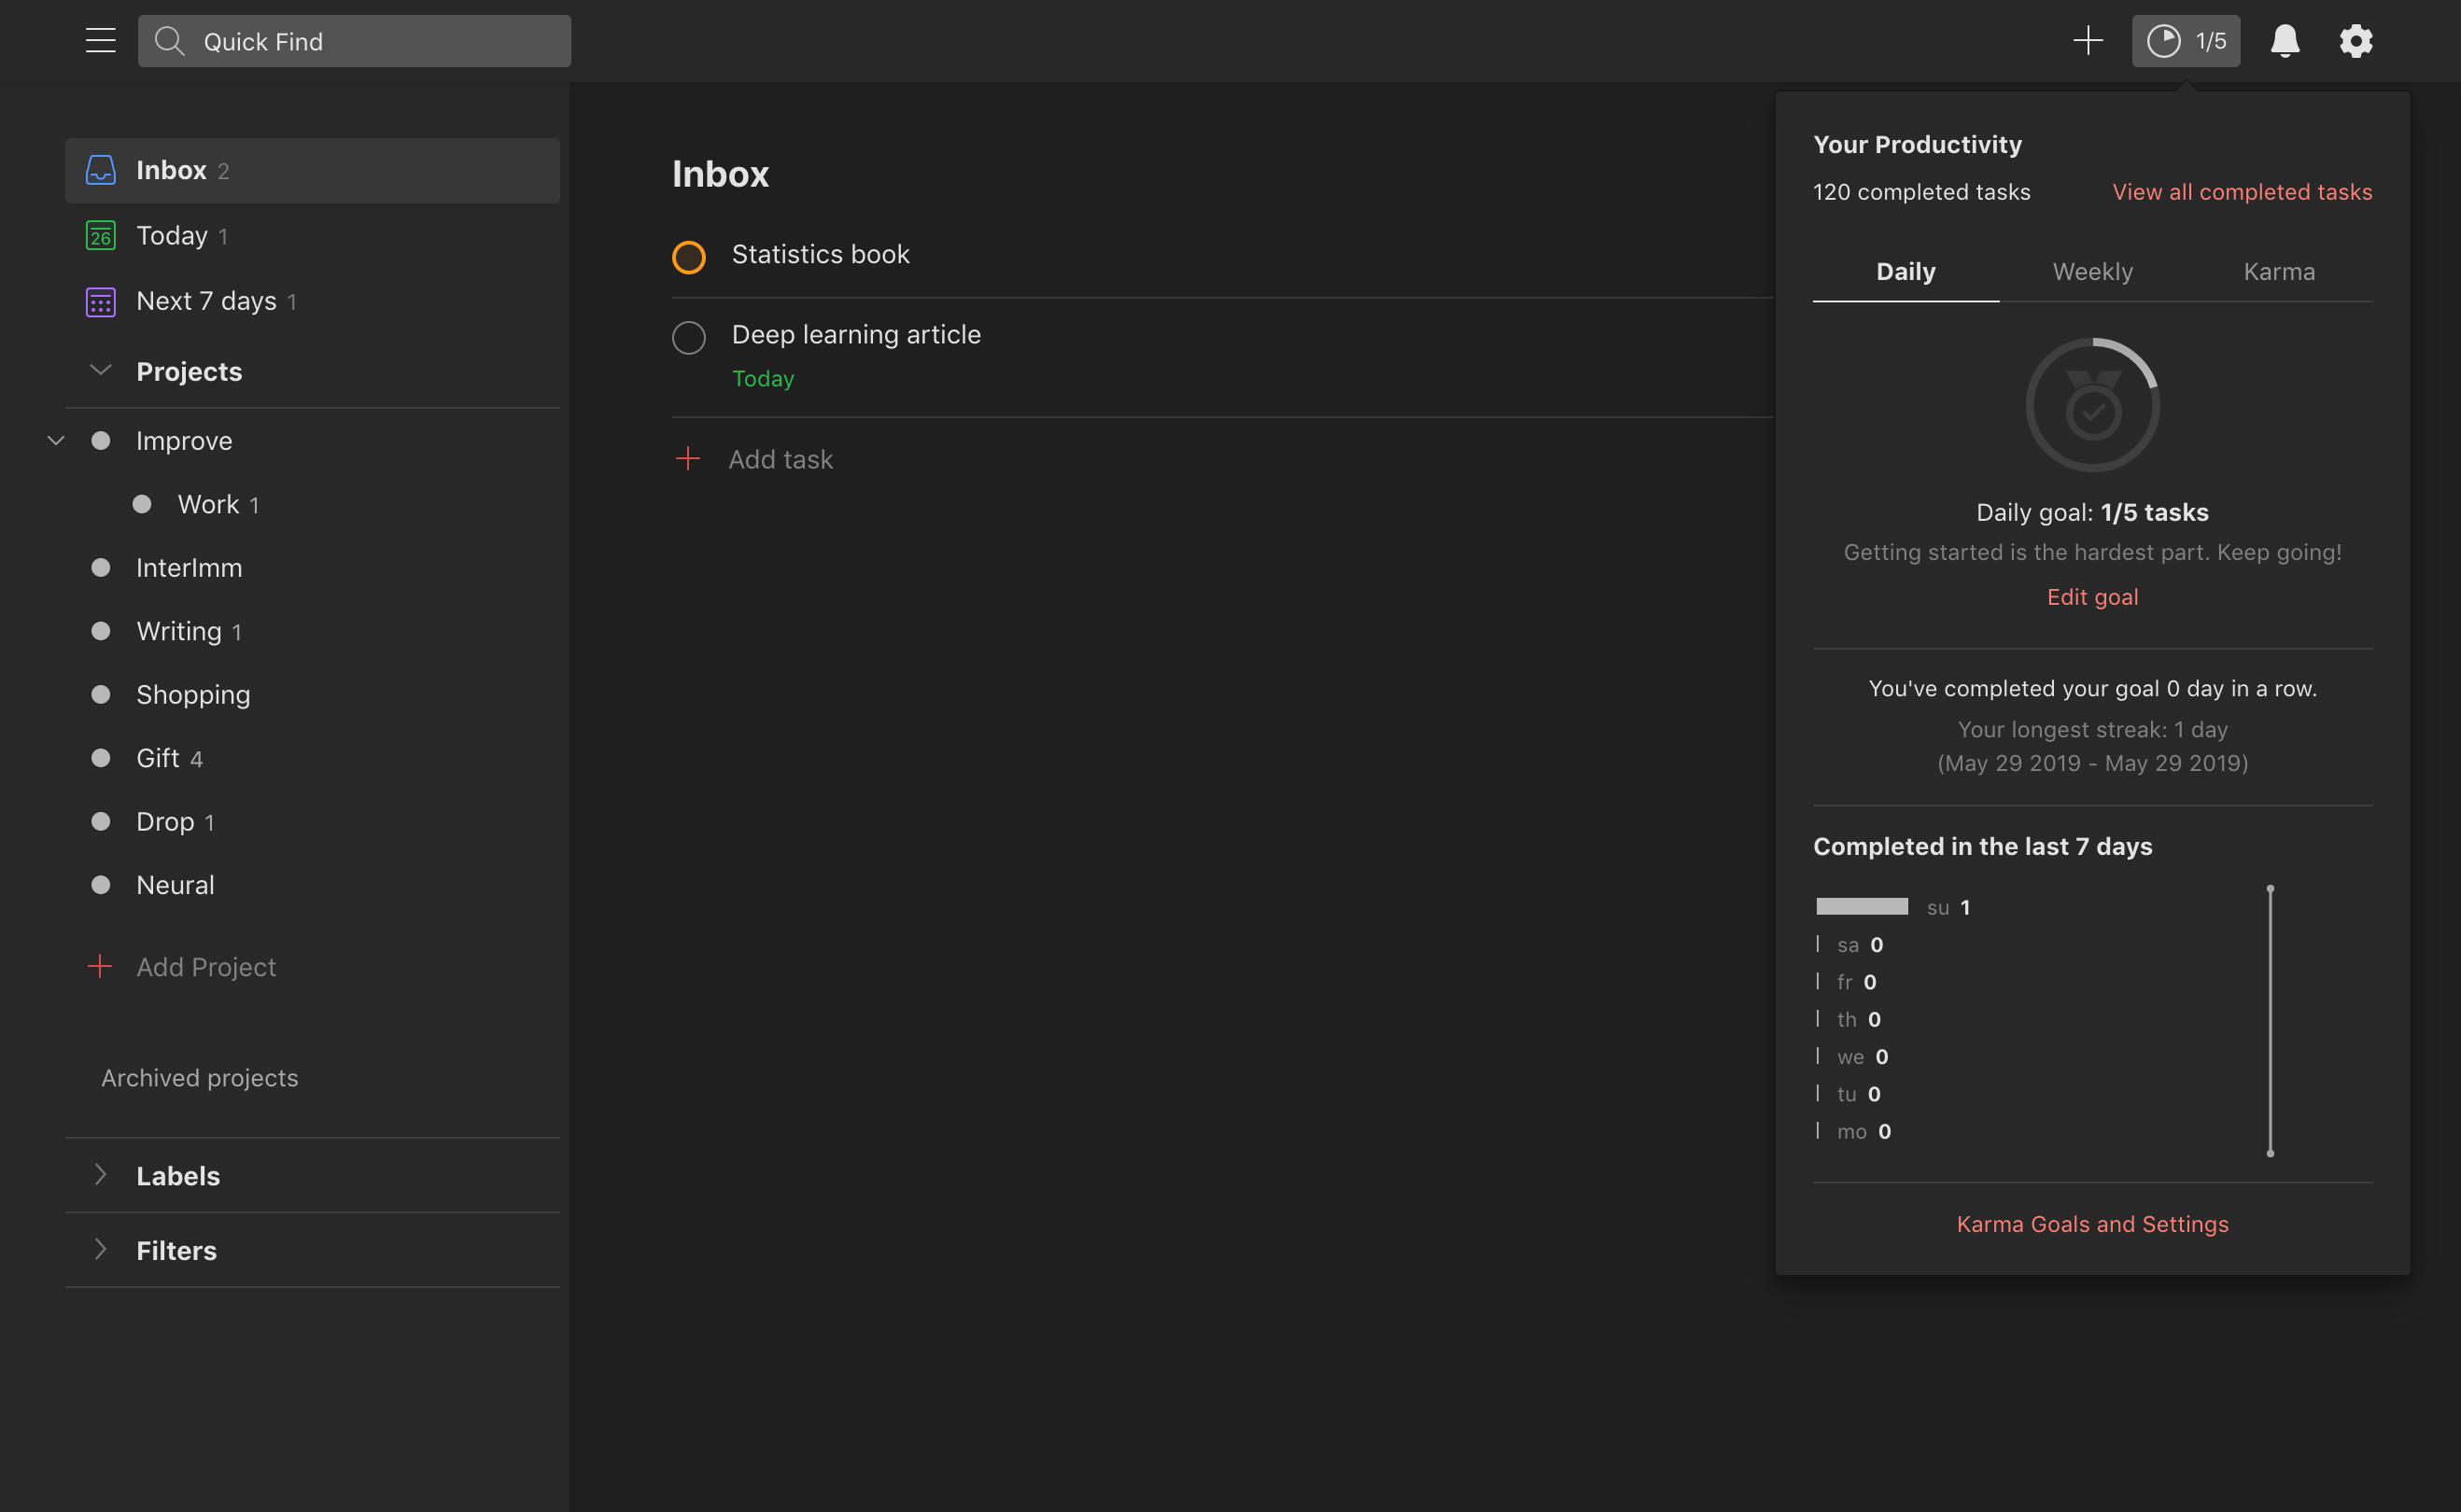 Quick Find
1/5
Inbox 2
26
Today 1
Next 7 days 1
Projects
Improve
Work 1
InterImm
Writing 1
Shopping
Gift 4
Drop 1
Neural
Add Project
Archived projects
Labels
Filters
Inbox
Statistics book
Deep learning article
Today
Add task
Your Productivity
120 completed tasks View all completed tasks
Daily Weekly Karma
Daily goal: 1/5 tasks
Getting started is the hardest part. Keep going!
Edit goal
You've completed your goal 0 day in a row.
Your longest streak: 1 day
(May 29 2019 - May 29 2019)
Completed in the last 7 days
su 1
sa 0
fr 0
th 0
we 0
tu 0
mo 0
Karma Goals and Settings